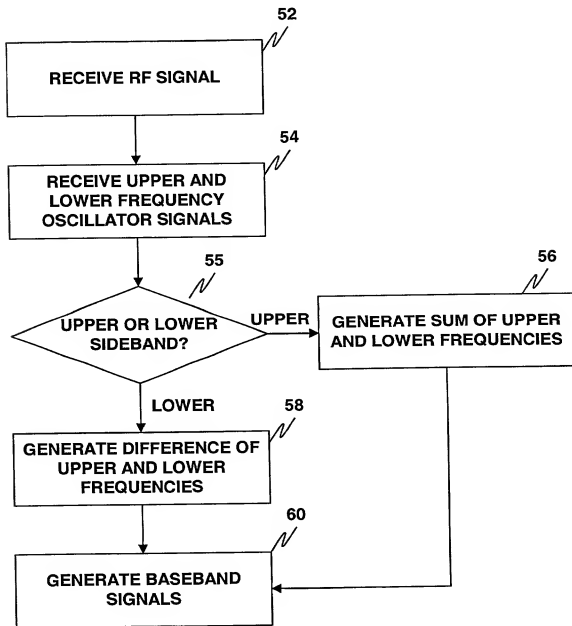 52
RECEIVE RF SIGNAL
54
RECEIVE UPPER AND
LOWER FREQUENCY
OSCILLATOR SIGNALS
55
56
UPPER OR LOWER
SIDEBAND?
UPPER
GENERATE SUM OF UPPER
AND LOWER FREQUENCIES
LOWER
58
GENERATE DIFFERENCE OF
UPPER AND LOWER
FREQUENCIES
60
GENERATE BASEBAND
SIGNALS